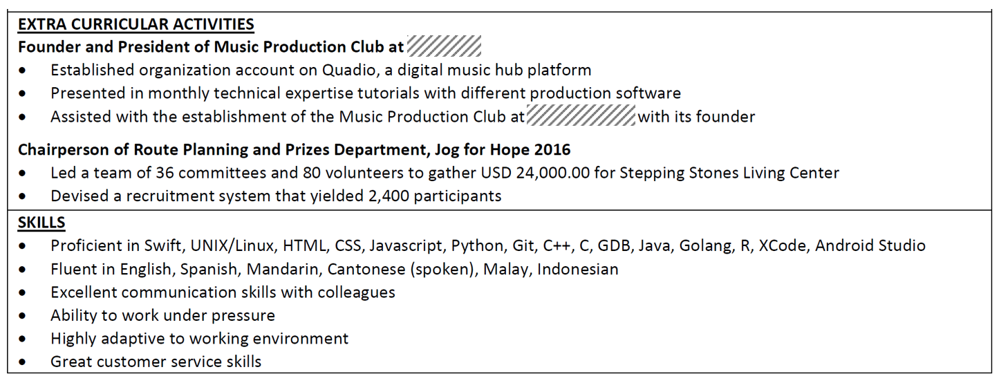 EXTRA CURRICULAR ACTIVITIES
Founder and President of Music Production Club at
• Established organization account on Quadio, a digital music hub platform
• Presented in monthly technical expertise tutorials with different production software
• Assisted with the establishment of the Music Production Club at with its founder
Chairperson of Route Planning and Prizes Department, Jog for Hope 2016
• Led a team of 36 committees and 80 volunteers to gather USD 24,000.00 for Stepping Stones Living Center
• Devised a recruitment system that yielded 2,400 participants
SKILLS
• Proficient in Swift, UNIX/Linux, HTML, CSS, Javascript, Python, Git, C++, C, GDB, Java, Golang, R, XCode, Android Studio
• Fluent in English, Spanish, Mandarin, Cantonese (spoken), Malay, Indonesian
• Excellent communication skills with colleagues
• Ability to work under pressure
• Highly adaptive to working environment
• Great customer service skills